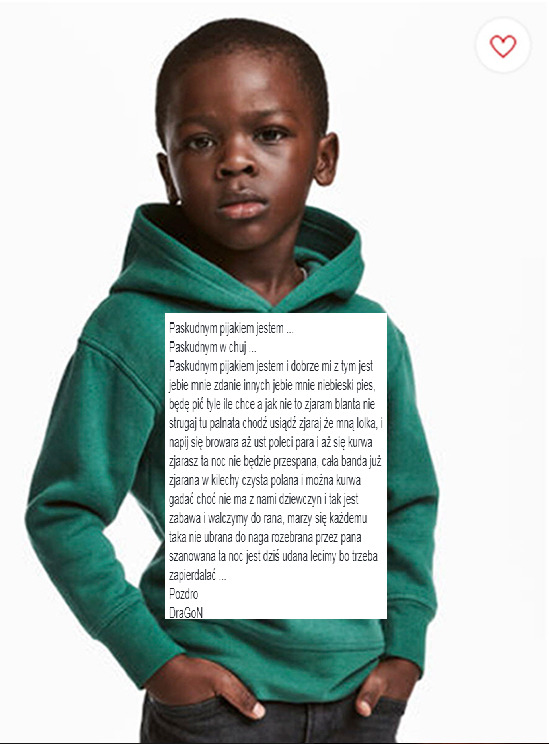 Paskudnym pijakiem jestem ...
Paskudnym w chuj ...
Paskudnym pijakiem jestem i dobrze mi z tym jest
jebie mnie zdanie innych jebie mnie niebieski pies,
będę pić tyle ile chce a jak nie to zjaram blanta nie
strugaj tu palnata chodź usiądź zjaraj że mną lolka, i
napij się browara aż ust poleci para i aż się kurwa
zjarasz ta noc nie będzie przespana, cała banda już
zjarana w kilechy czysta polana i można kurwa
gadać choć nie ma z nami dziewczyn i tak jest
zabawa i walczymy do rana, marzy się każdemu
taka nie ubrana do naga rozebrana przez pana
szanowana ta noc jest dziś udana lecimy bo trzeba
zapierdalać ...
Pozdro
DraGoN